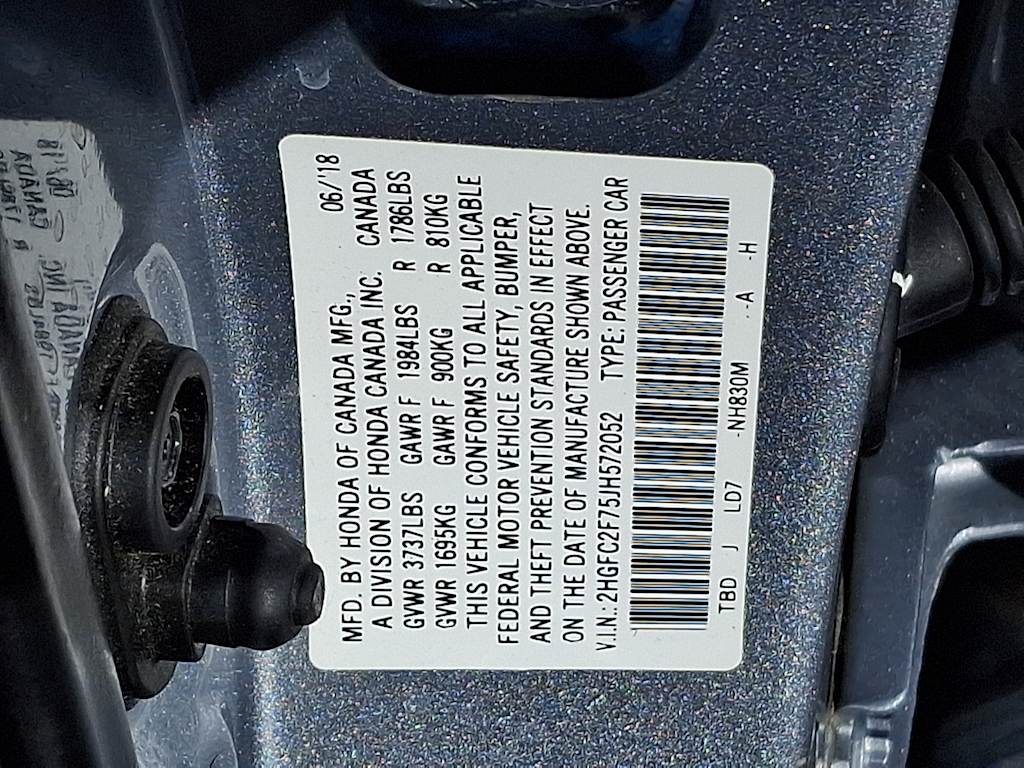 MFD. BY HONDA OF CANADA MFG., 06/18
A DIVISION OF HONDA CANADA INC. CANADA
GVWR 3737LBS GAWR F 1984LBS R 1786LBS
GVWR 1695KG GAWR F 900KG R 810KG
THIS VEHICLE CONFORMS TO ALL APPLICABLE
FEDERAL MOTOR VEHICLE SAFETY, BUMPER,
AND THEFT PREVENTION STANDARDS IN EFFECT
ON THE DATE OF MANUFACTURE SHOWN ABOVE.
V.I.N.: 2HGFC2F75JH572052 TYPE: PASSENGER CAR
TBD J LD7 -NH830M - -A -H